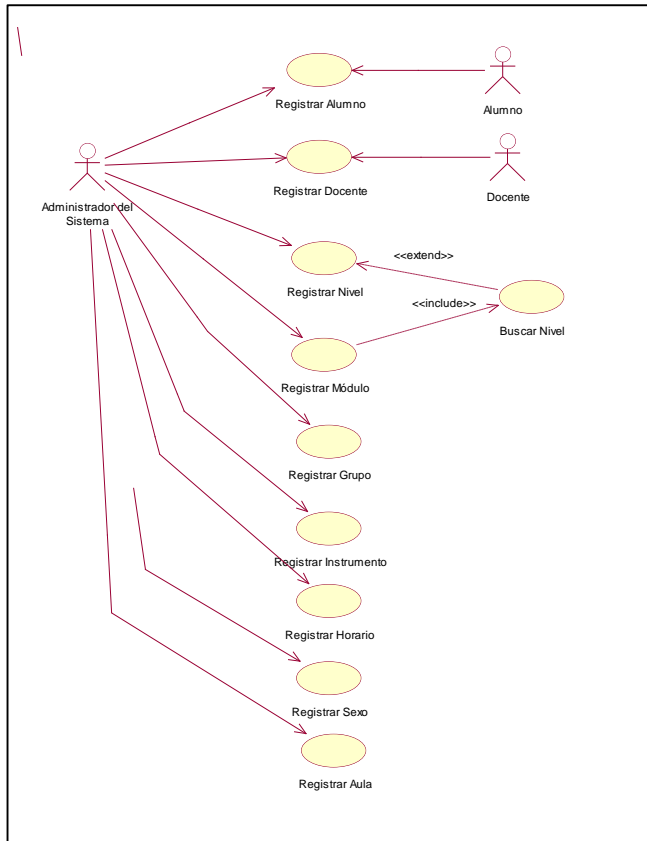 Registrar Alumno
Alumno
Registrar Docente
Docente
Administrador del
Sistema
<<extend>>
Registrar Nivel
<<include>>
Buscar Nivel
Registrar Módulo
Registrar Grupo
Registrar Instrumento
Registrar Horario
Registrar Sexo
Registrar Aula